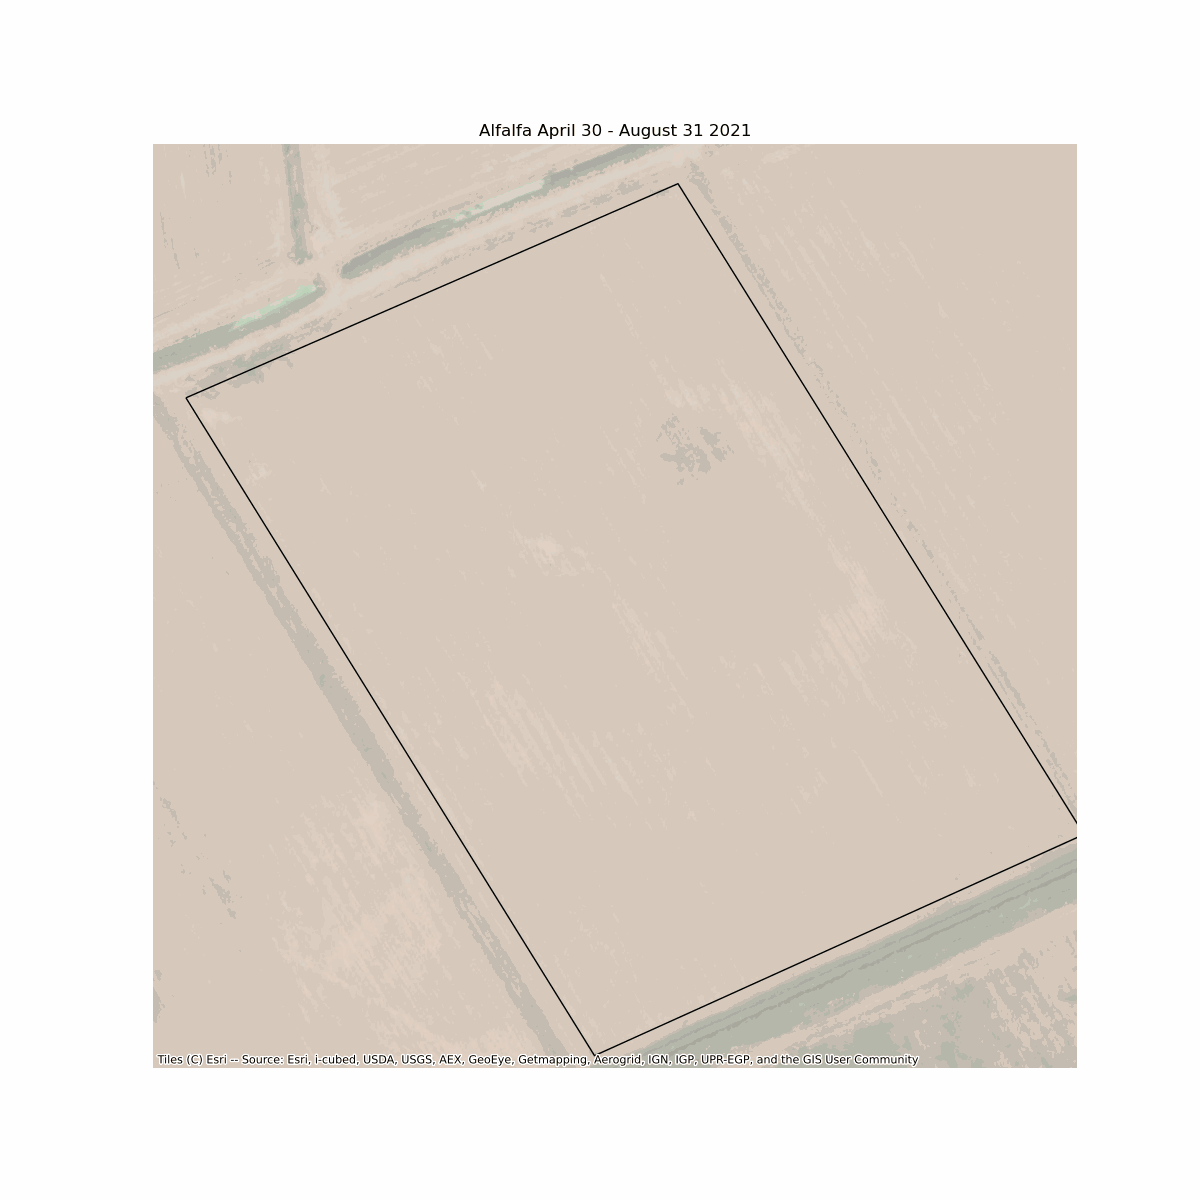 Alfalfa April 30 - August 31 2021
Tiles (C) Esri -- Source: Esri, i-cubed, USDA, USGS, AEX, GeoEye, Getmapping, Aerogrid, IGN, IGP, UPR-EGP, and the GIS User Community